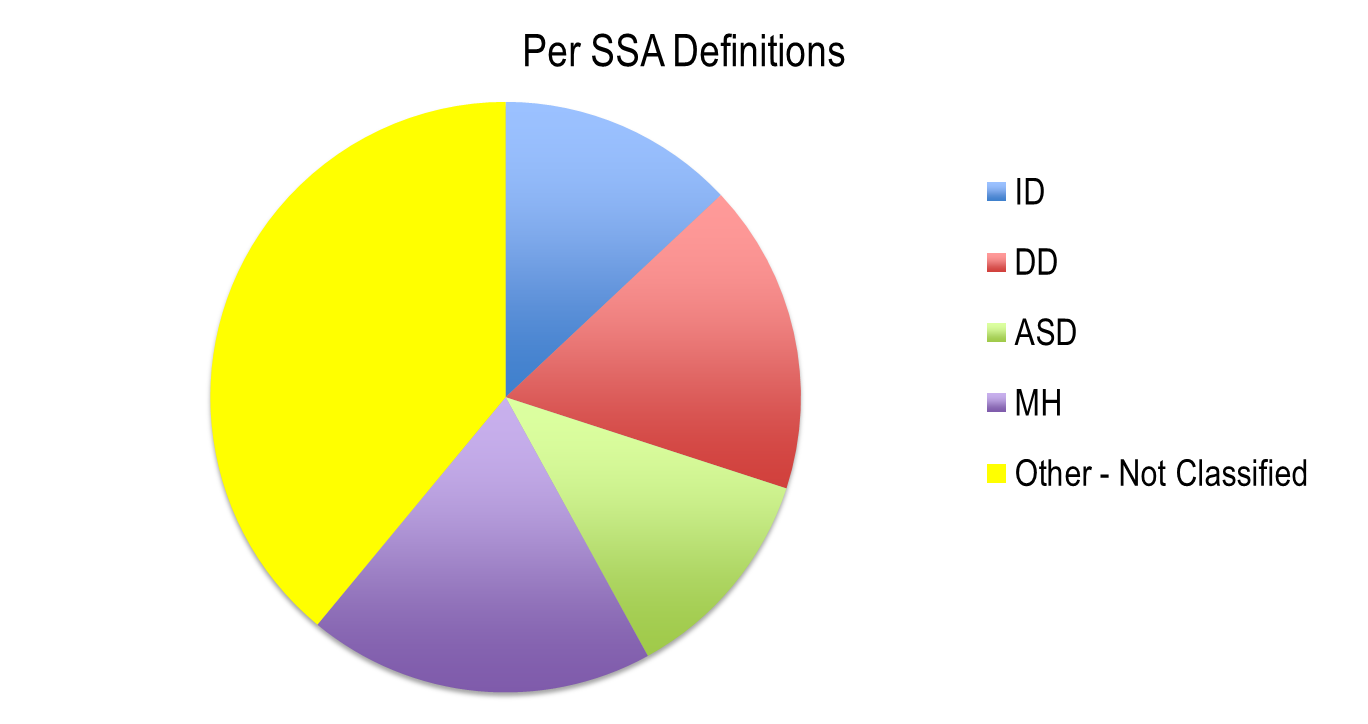 Per SSA Definitions
ID
DD
ASD
MH
Other - Not Classified